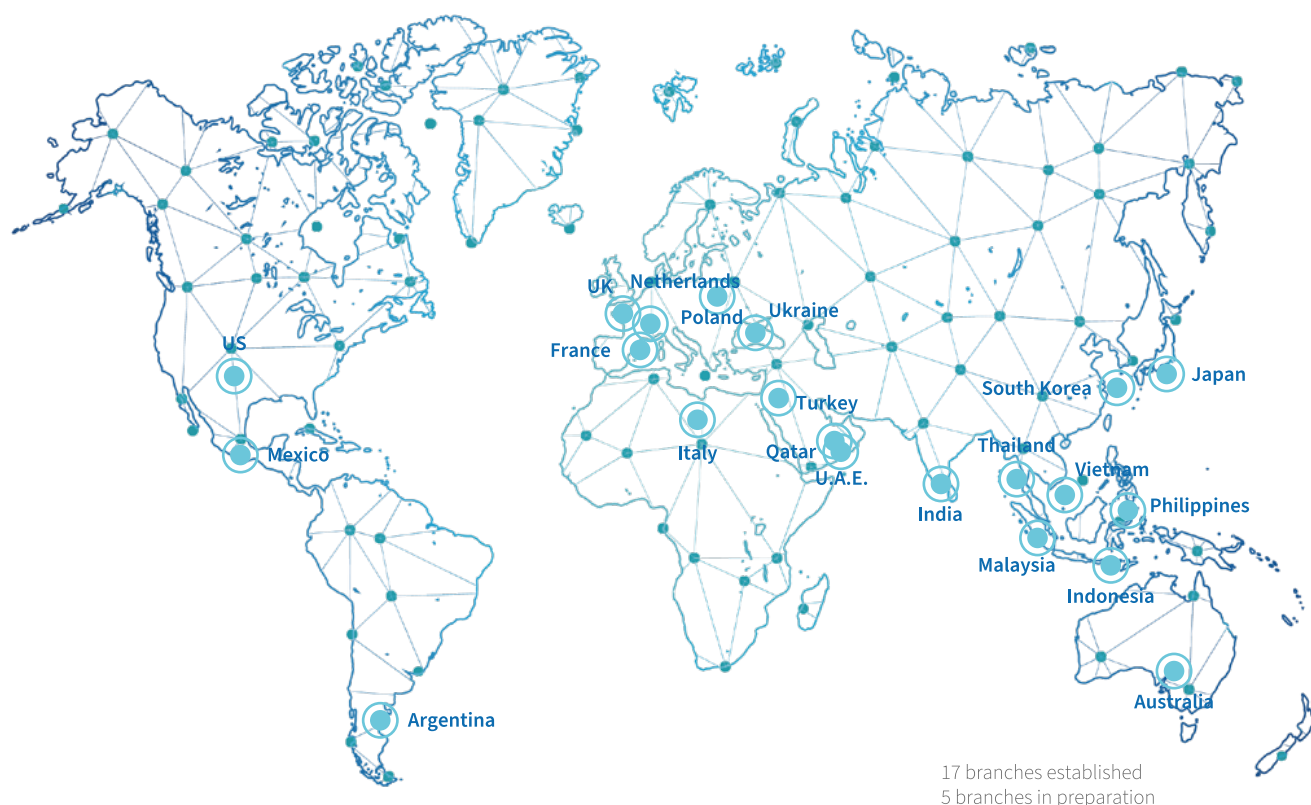 Netherlands
UK
Ukraine
Poland
US
France
Japan
South Korea
Turkey
Thailand
Mexico
Italy
Qatar
Vietnam
U.A.E.
Philippines
India
Malaysia
Indonesia
Australia
Argentina
17 branches established
5 branches in preparation